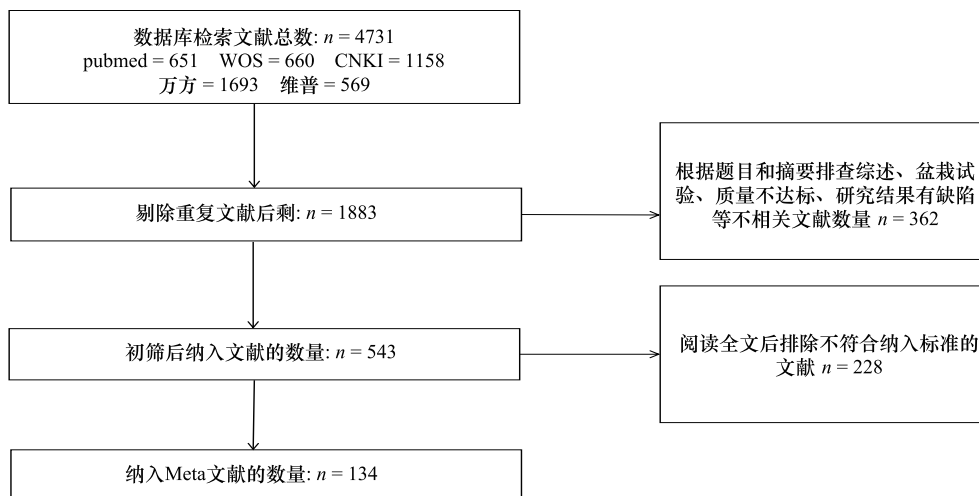 数据库检索文献总数: n = 4731
pubmed = 651 WOS = 660 CNKI = 1158
万方 = 1693 维普 = 569
剔除重复文献后剩: n = 1883
根据题目和摘要排查综述、盆栽试
验、质量不达标、研究结果有缺陷
等不相关文献数量 n = 362
初筛后纳入文献的数量: n = 543
阅读全文后排除不符合纳入标准的
文献 n = 228
纳入Meta文献的数量: n = 134